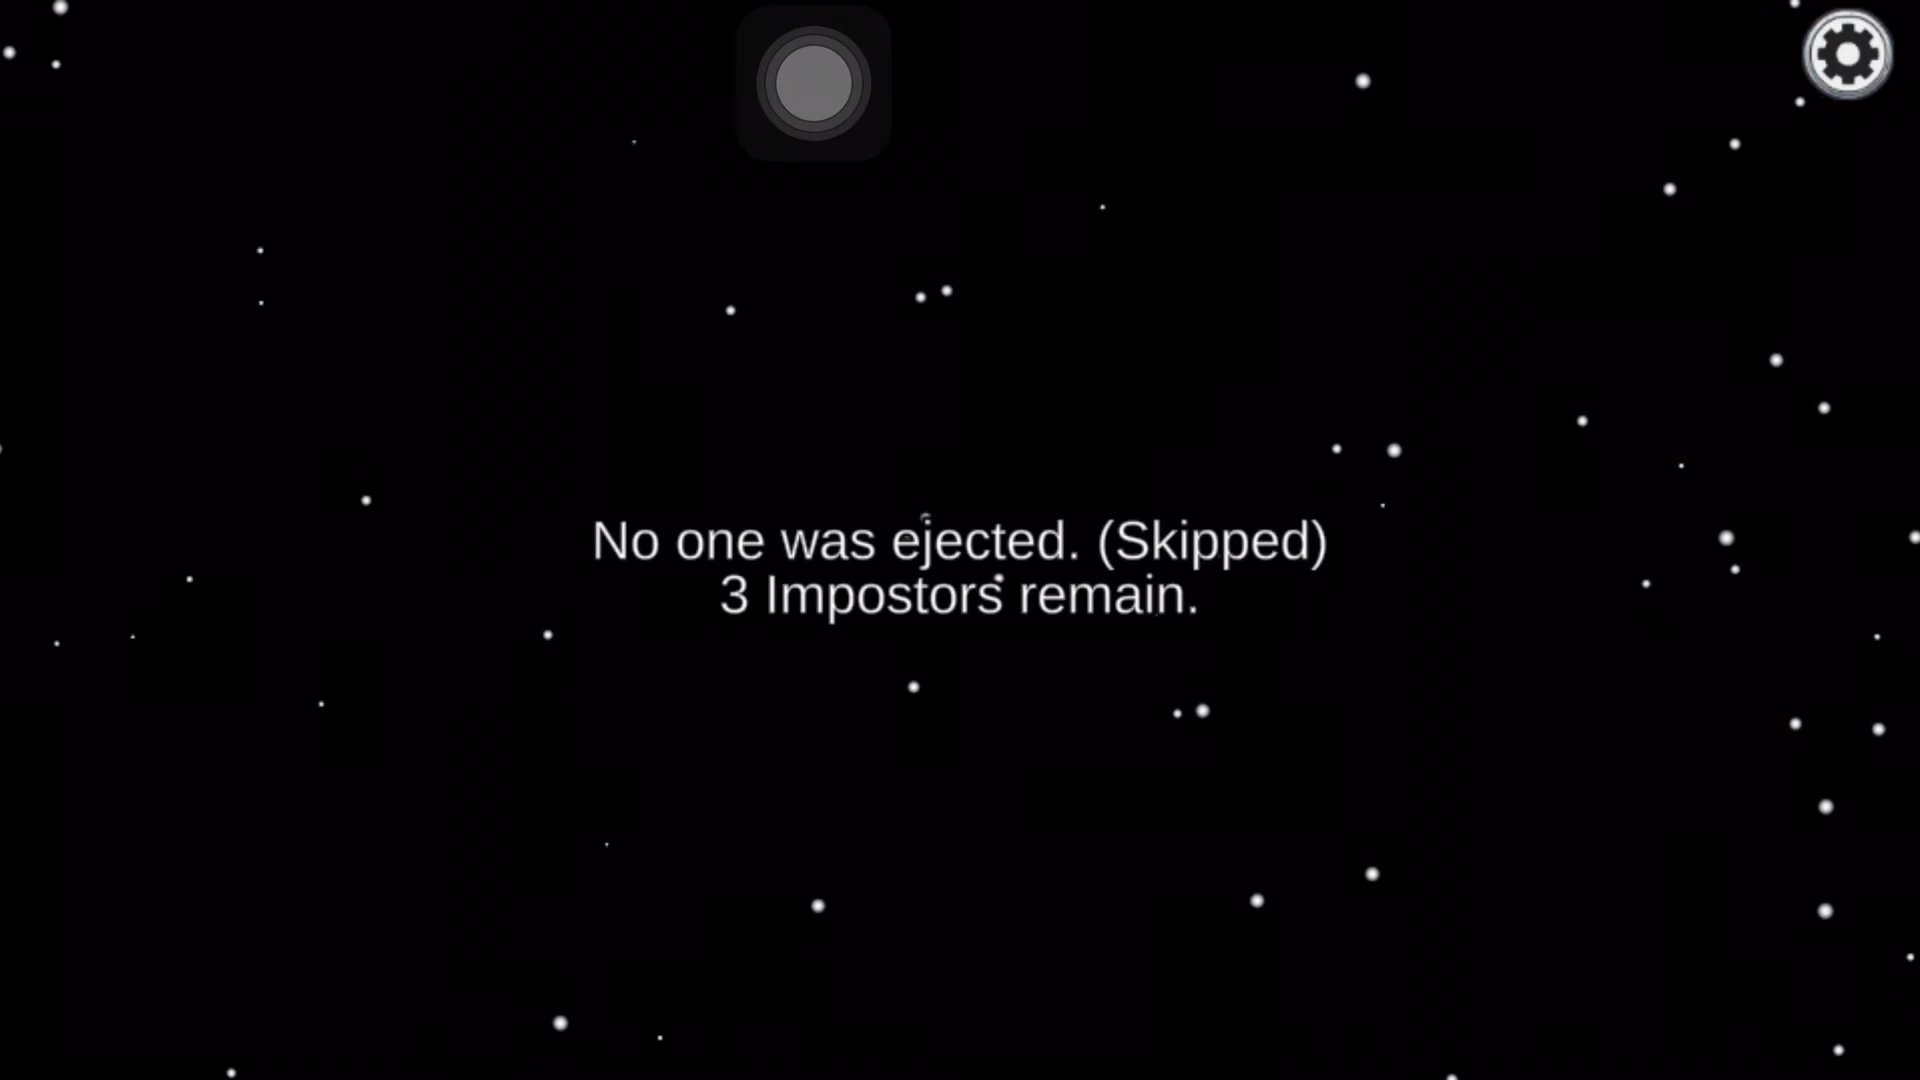 No one was ejected. (Skipped)
3 Impostors remain.